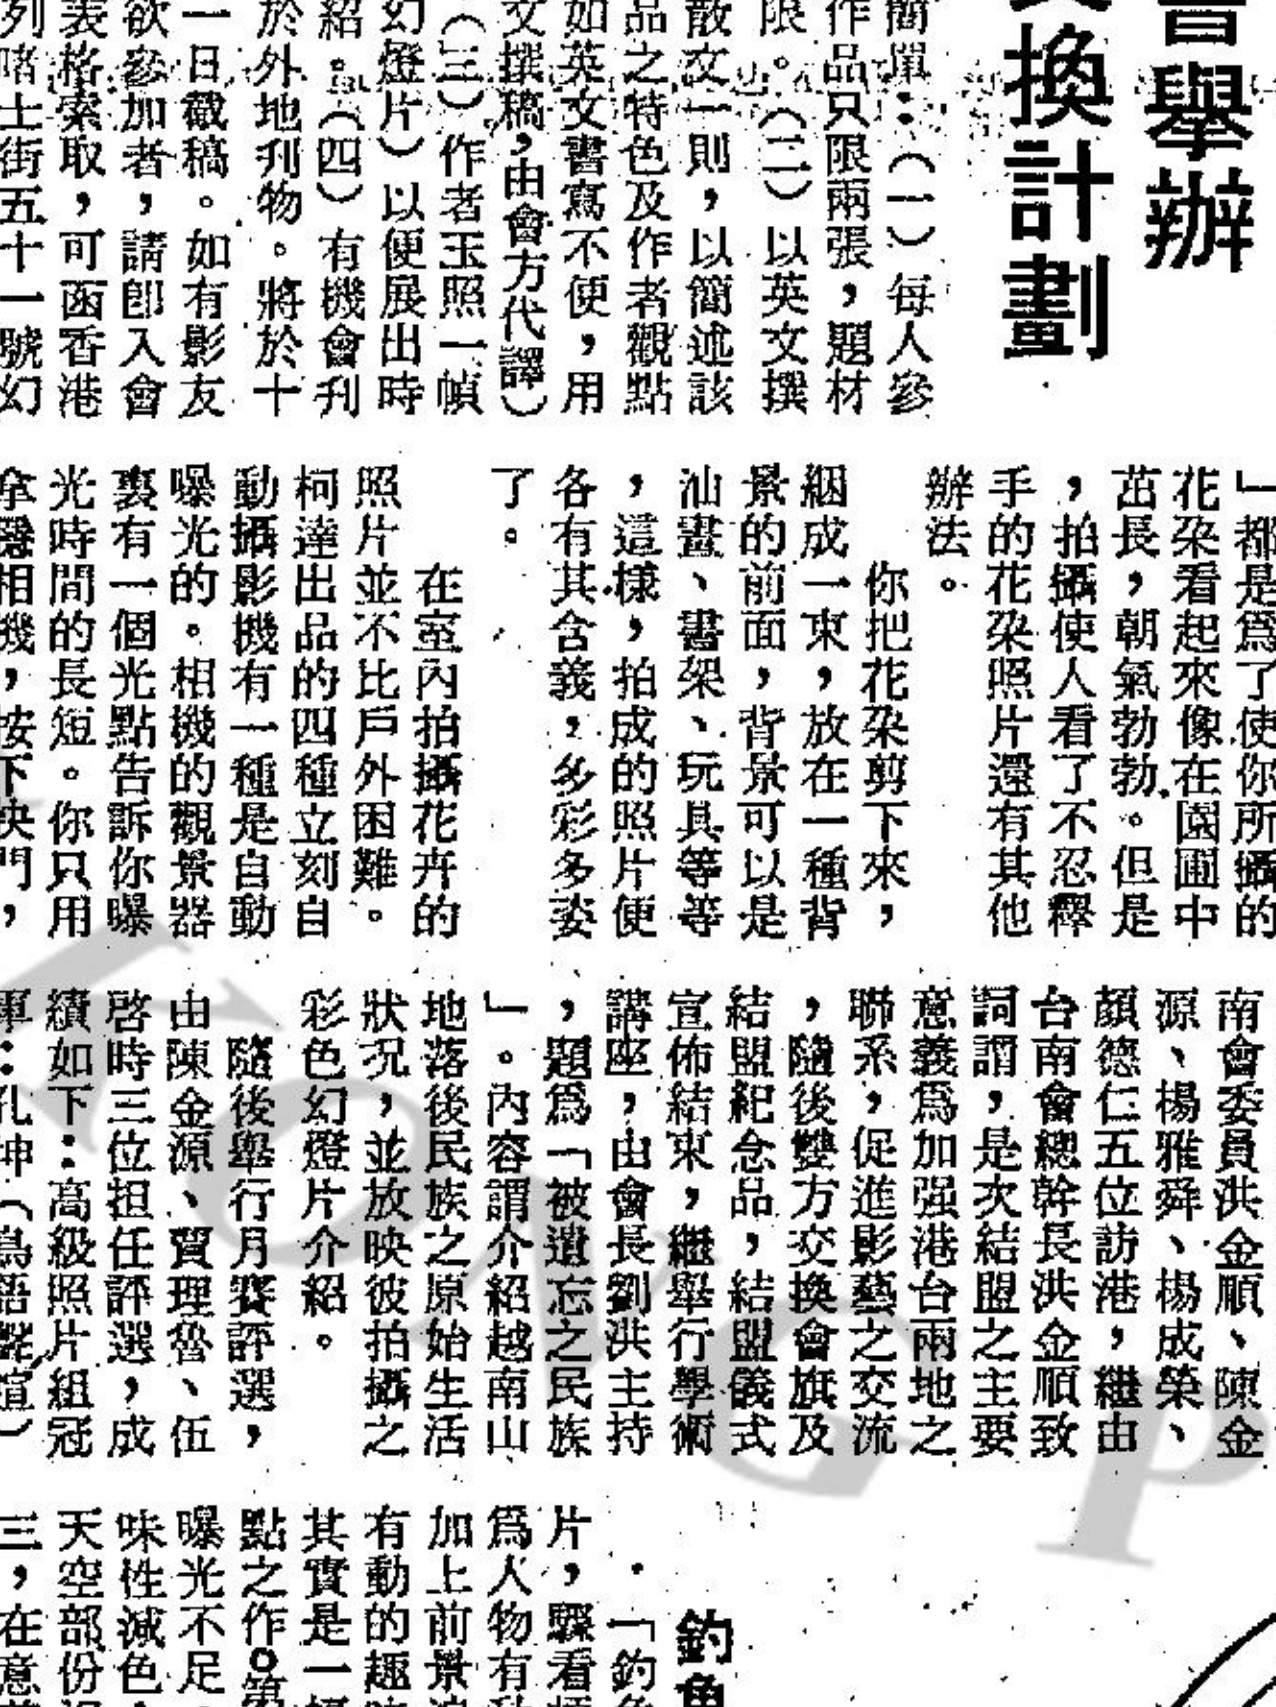 會舉辦
換計劃
簡單：（一）每人參
作品只限兩張，題材
限。（二）以英文撰
散文一則，以簡述該
品之特色及作者觀點
如英文書寫不便，用
文撰稿，由會方代譯）
（三）作者玉照一幀
幻燈片）以便展出時
紹。（四）有機會刋
於外地刋物。將於十
一日截稿。如有影友
欲參加者，請卽入會
表格索取，可函香港
列啫士街五十一號幻
」都是爲了使你所攝的
花朶看起來像在園圃中
茁長，朝氣勃勃。但是
，拍攝使人看了不忍釋
手的花朶照片還有其他
辦法。
你把花朶剪下來，
綑成一束，放在一種背
景的前面，背景可以是
油畫、書架、玩具等等
，這樣，拍成的照片便
各有其含義，多彩多姿
了。
在室內拍攝花卉的
照片並不比戶外困難。
柯達出品的四種立刻自
動攝影機有一種是自動
曝光的。相機的觀景器
裏有一個光點告訴你曝
光時間的長短。你只用
拿穩相機，按下快門，
南會委員洪金順、陳金
源、楊雅舜、楊成榮、
顏德仁五位訪港，繼由
台南會總幹長洪金順致
詞謂，是次結盟之主要
意義爲加强港台兩地之
聯系，促進影藝之交流
，隨後雙方交換會旗及
結盟紀念品，結盟儀式
宣佈結束，繼舉行學術
講座，由會長劉洪主持
，題爲「被遺忘之民族
」。內容謂介紹越南山
地落後民族之原始生活
狀況，並放映彼拍攝之
彩色幻燈片介紹。
隨後舉行月賽評選，
由陳金源、賈理魯、伍
啓時三位担任評選，成
績如下：高級照片組冠
軍：孔坤（鳥語聲喧）
釣魚
「釣魚
片，驟看
爲人物有
加上前景
有動的趣
其實是一
點之作。第
曝光不足
味性減色
天空部份
三，在意
KONG P